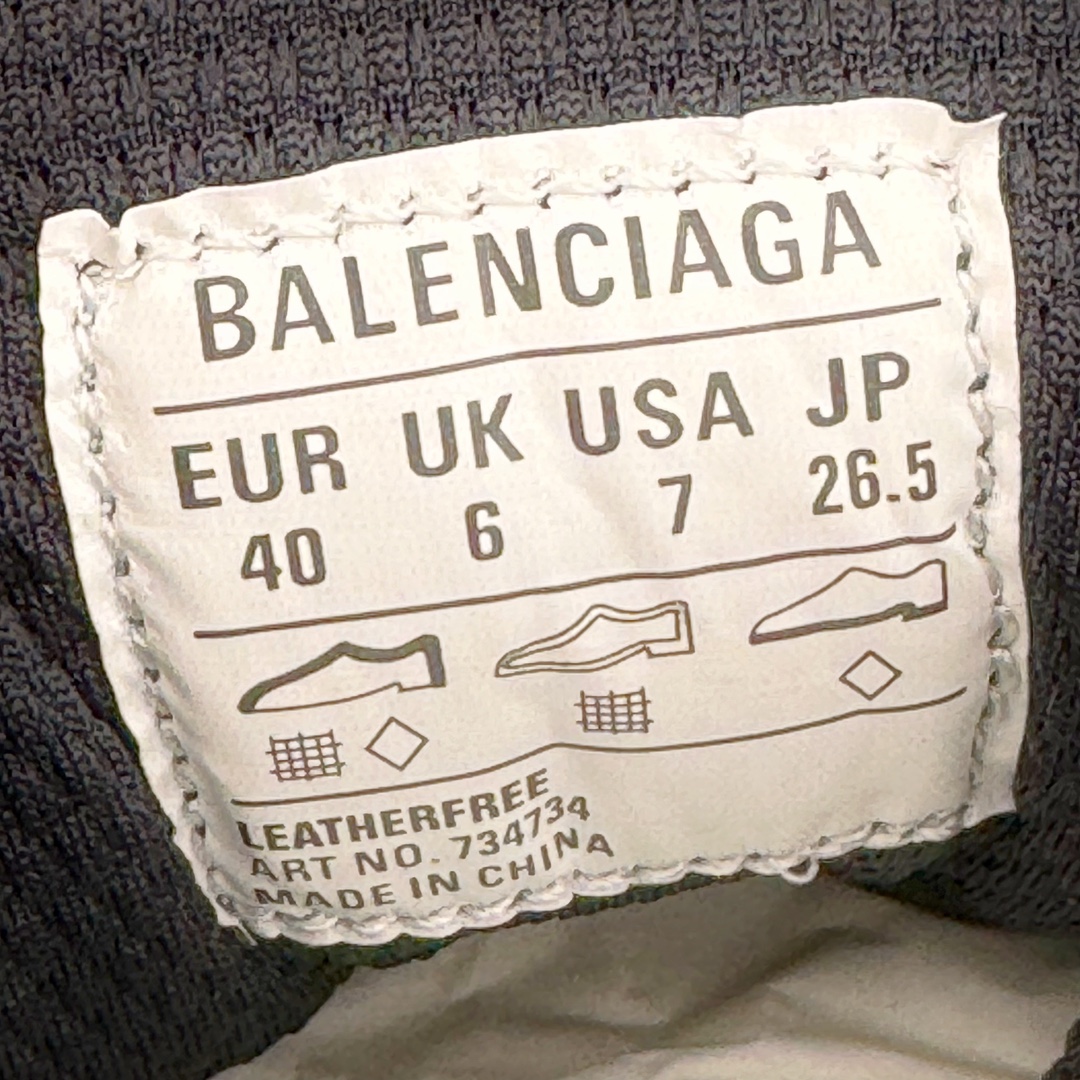 BALENCIAGA
EUR UK USA JP
40 6 7 26.5
LEATHERFREE
ART NO. 734734
MADE IN CHINA